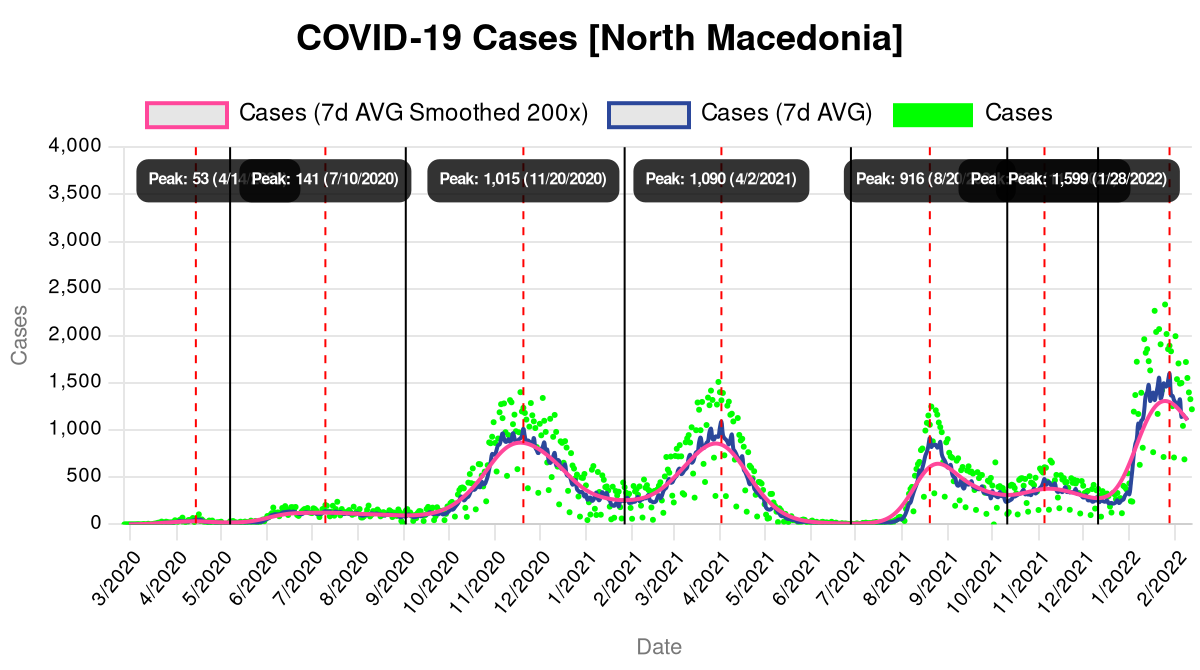 COVID-19 Cases [North Macedonia]
Cases (7d AVG Smoothed 200x)
Cases (7d AVG)
Cases
4,000
3,500
3,000
2,500
2,000
1,500
1,000
500
0
Cases
Peak: 53 (4/14
Peak: 141 (7/10/2020)
Peak: 1,015 (11/20/2020)
Peak: 1,090 (4/2/2021)
Peak: 916 (8/20
Peak:
Peak: 1,599 (1/28/2022)
3/2020
4/2020
5/2020
6/2020
7/2020
8/2020
9/2020
10/2020
11/2020
12/2020
1/2021
2/2021
3/2021
4/2021
5/2021
6/2021
7/2021
8/2021
9/2021
10/2021
11/2021
12/2021
1/2022
2/2022
Date